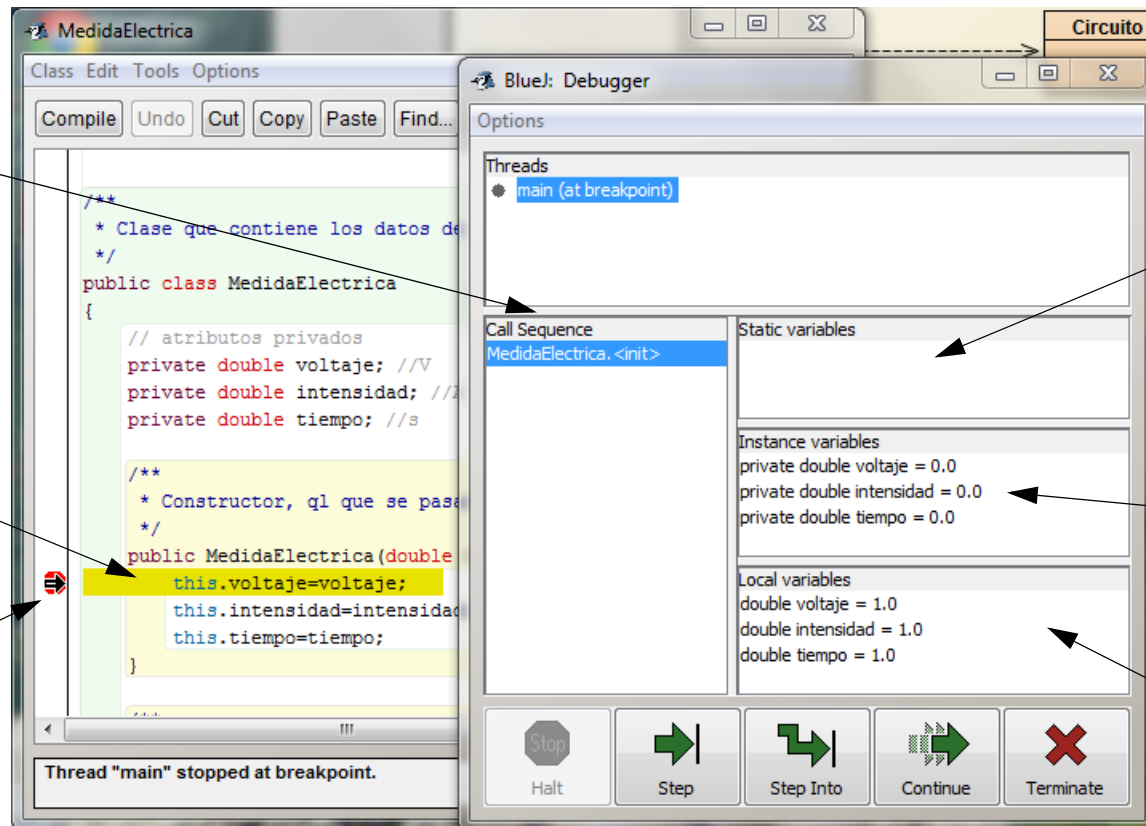 MedidaElectrica
Class Edit Tools Options
Compile Undo Cut Copy Paste Find...
/**
* Clase que contiene los datos de
*/
public class MedidaElectrica
{
// atributos privados
private double voltaje; //V
private double intensidad; //
private double tiempo; //s
/**
* Constructor, ql que se pasa
*/
public MedidaElectrica(double
this.voltaje=voltaje;
this.intensidad=intensidad
this.tiempo=tiempo;
}
/**
Thread "main" stopped at breakpoint.
Circuito
BlueJ: Debugger
Options
Threads
main (at breakpoint)
Call Sequence
MedidaElectrica.<init>
Static variables
Instance variables
private double voltaje = 0.0
private double intensidad = 0.0
private double tiempo = 0.0
Local variables
double voltaje = 1.0
double intensidad = 1.0
double tiempo = 1.0
Stop
Halt
Step
Step Into
Continue
Terminate